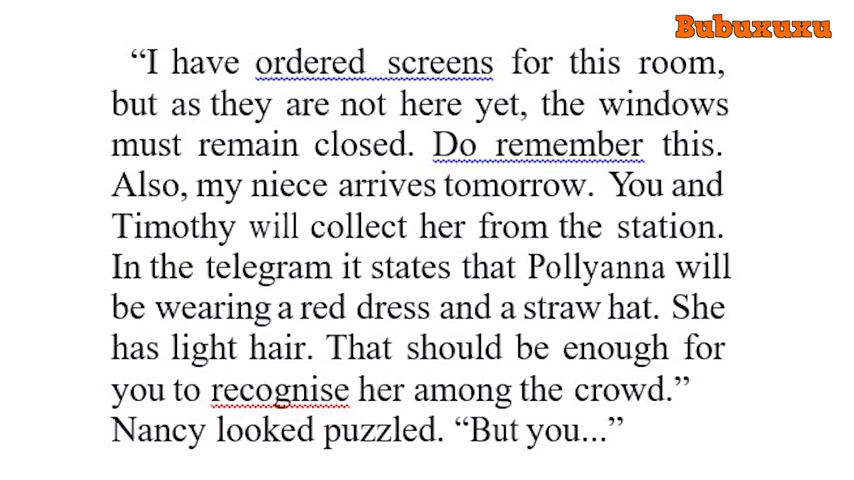 Bubuxuxu
“I have ordered screens for this room,
but as they are not here yet, the windows
must remain closed. Do remember this.
Also, my niece arrives tomorrow. You and
Timothy will collect her from the station.
In the telegram it states that Pollyanna will
be wearing a red dress and a straw hat. She
has light hair. That should be enough for
you to recognise her among the crowd.”
Nancy looked puzzled. “But you...”